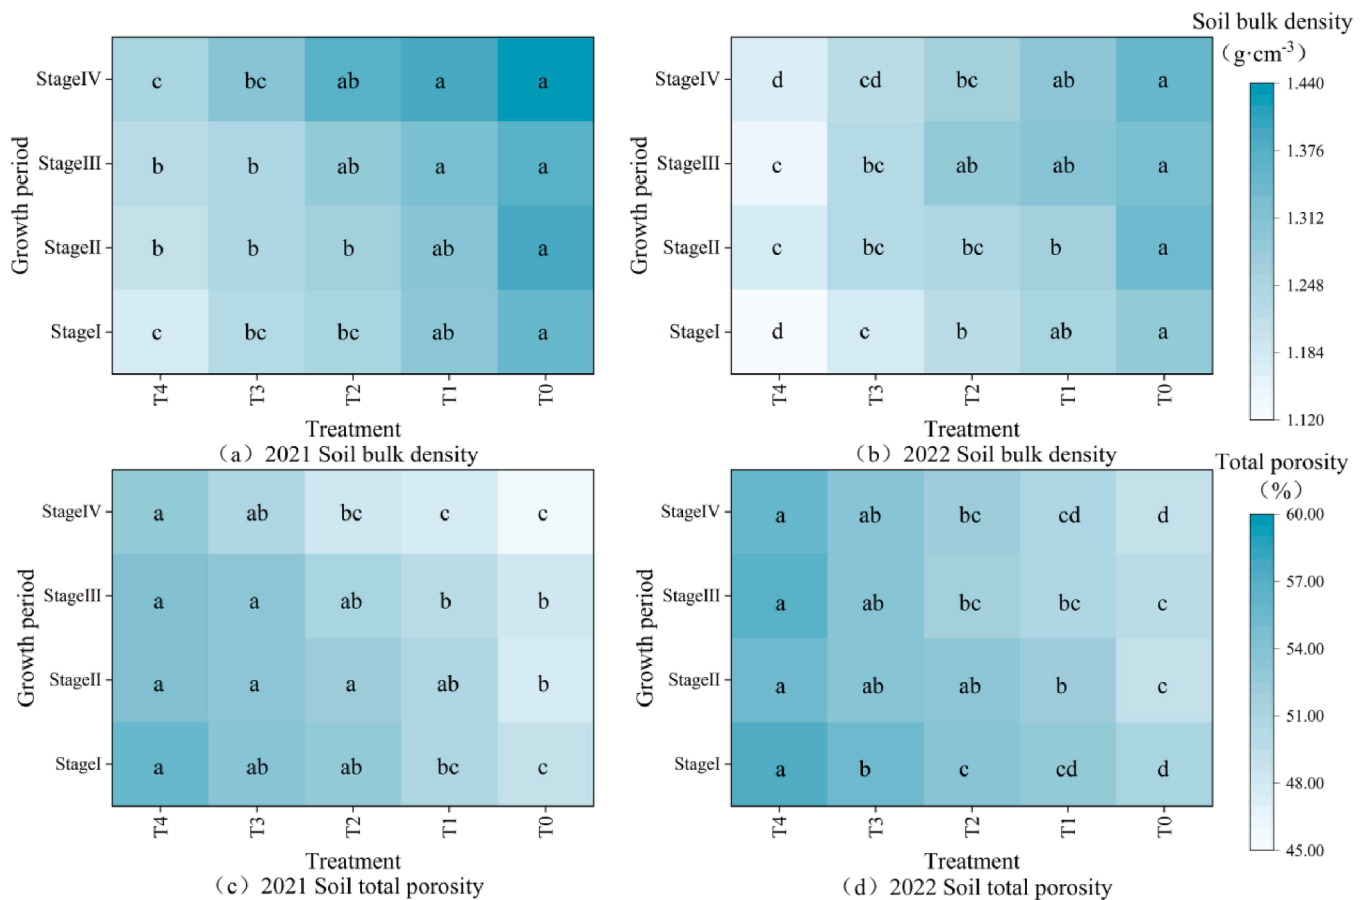 Soil bulk density
（g·cm-3）
Growth period
StageIV c bc ab a a
StageIII b b ab a a
StageII b b b ab a
StageI c bc bc ab a
T4 T3 T2 T1 T0
Treatment
（a）2021 Soil bulk density
Growth period
StageIV d cd bc ab a
StageIII c bc ab ab a
StageII c bc bc b a
StageI d c b ab a
T4 T3 T2 T1 T0
Treatment
（b）2022 Soil bulk density
1.440
1.376
1.312
1.248
1.184
1.120
Growth period
StageIV a ab bc c c
StageIII a a ab b b
StageII a a a ab b
StageI a ab ab bc c
T4 T3 T2 T1 T0
Treatment
（c）2021 Soil total porosity
Growth period
StageIV a ab bc cd d
StageIII a ab bc bc c
StageII a ab ab b c
StageI a b c cd d
T4 T3 T2 T1 T0
Treatment
（d）2022 Soil total porosity
Total porosity
（%）
60.00
57.00
54.00
51.00
48.00
45.00